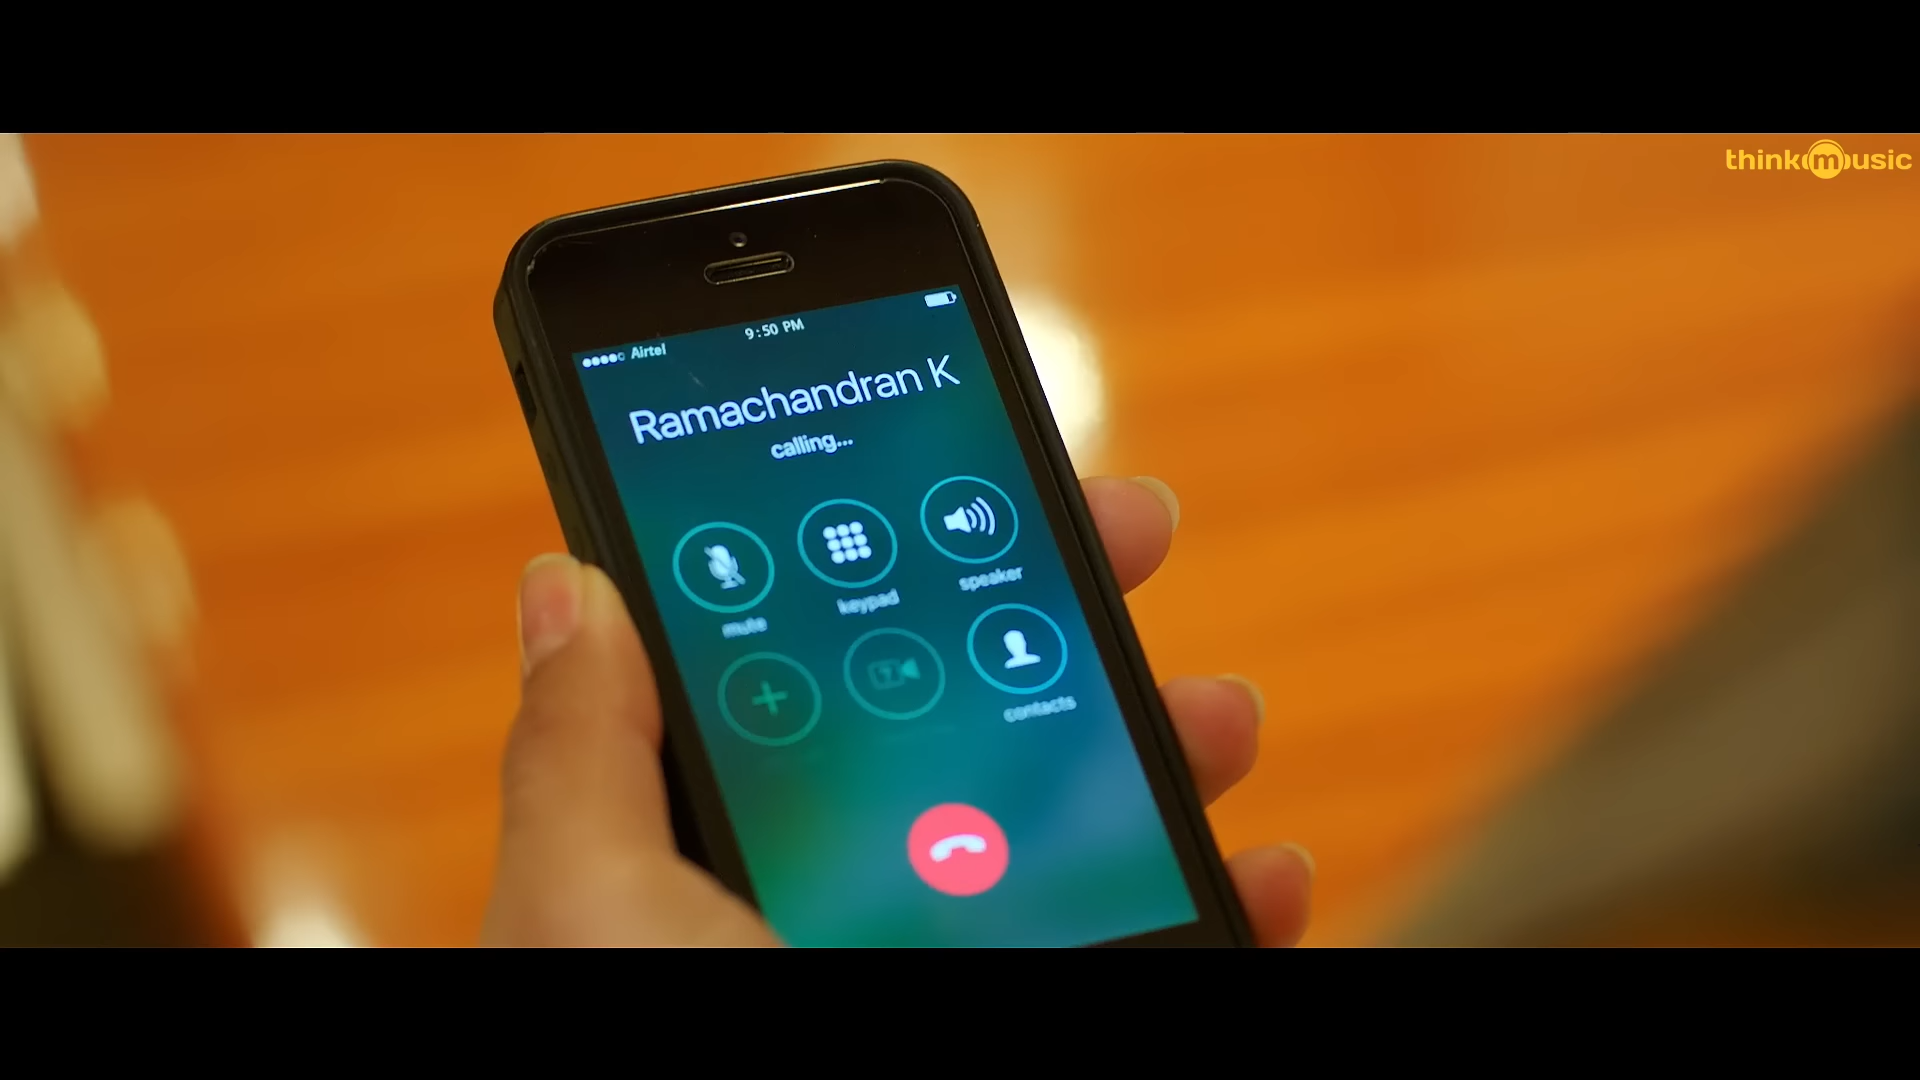 thinkmusic
9:50 PM
Airtel
Ramachandran K
calling...
mute keypad speaker
contacts